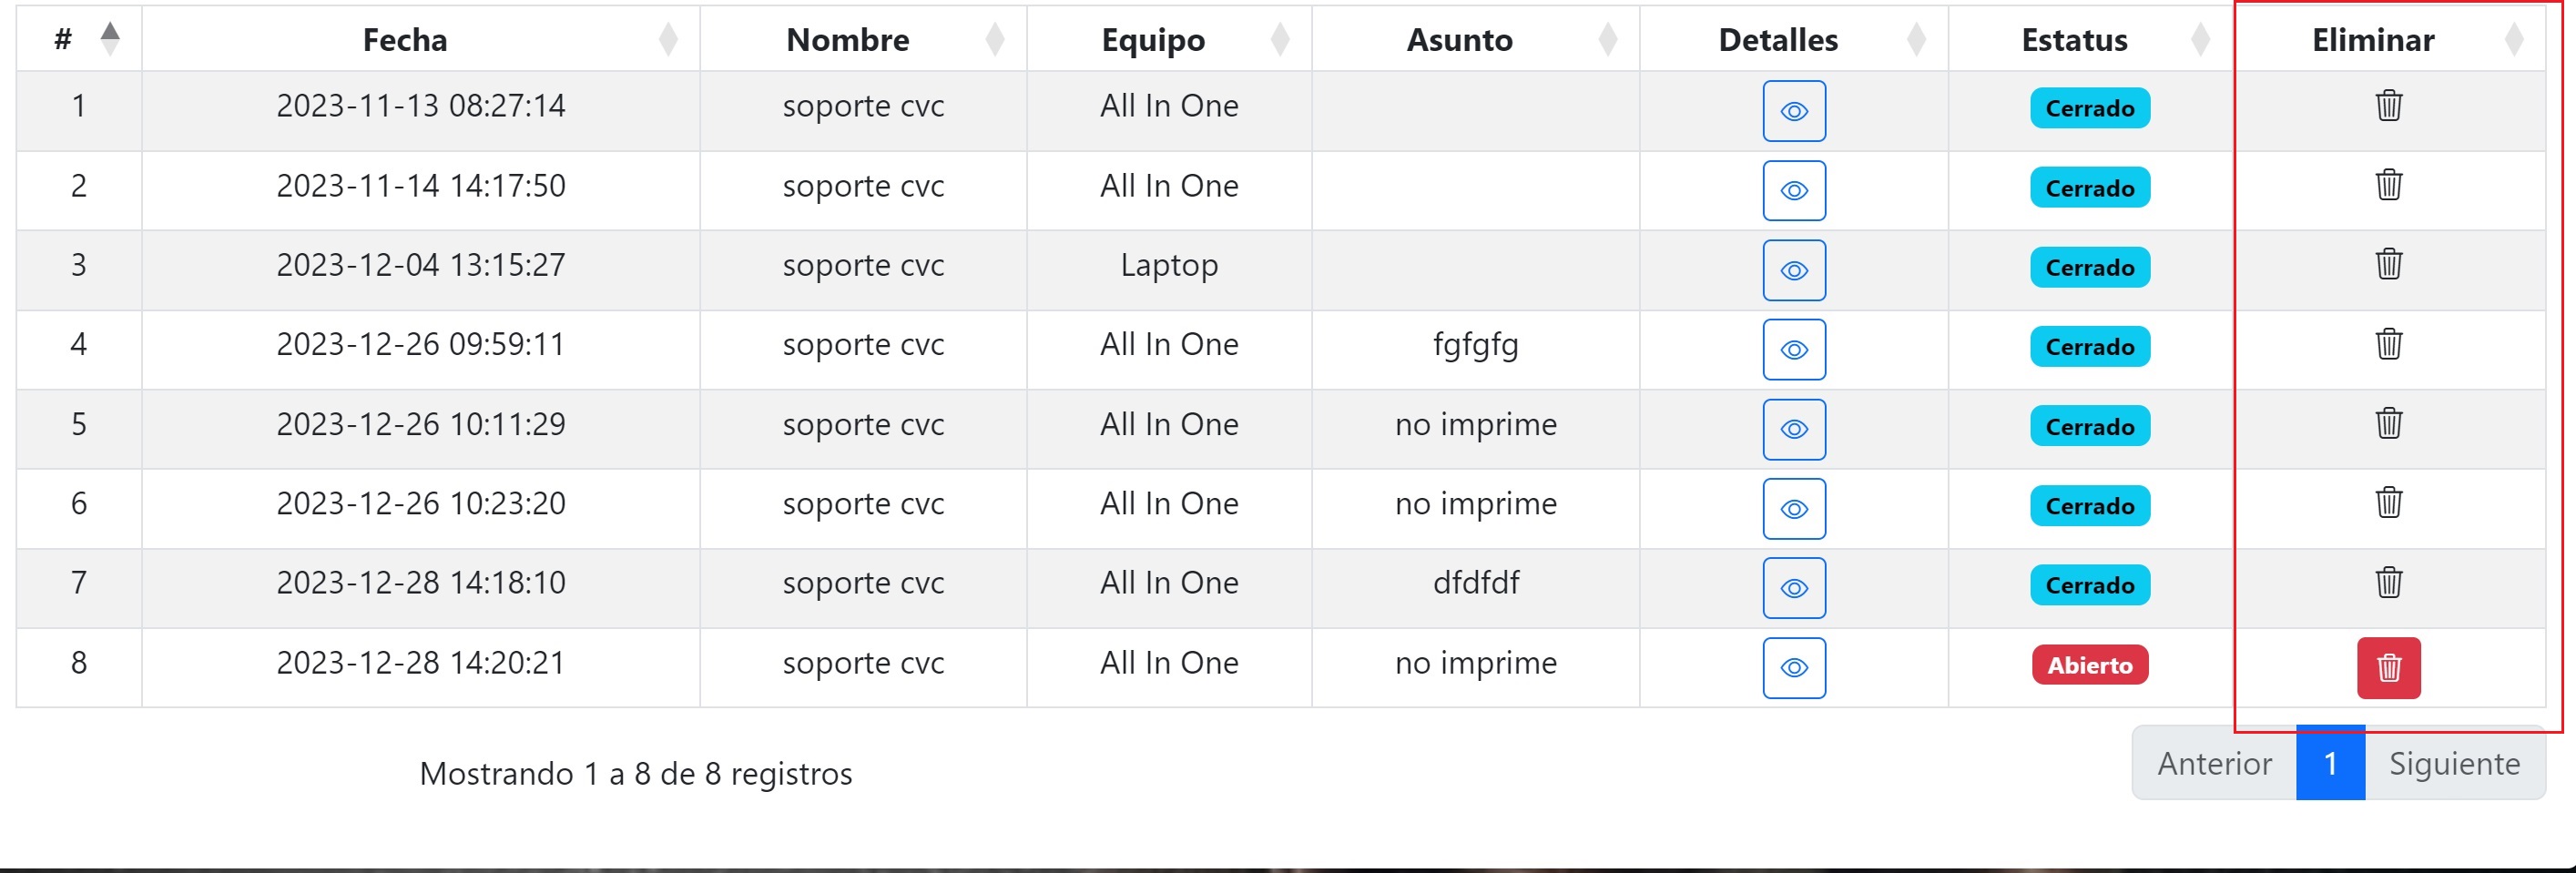 # Fecha Nombre Equipo Asunto Detalles Estatus Eliminar
1 2023-11-13 08:27:14 soporte cvc All In One Cerrado
2 2023-11-14 14:17:50 soporte cvc All In One Cerrado
3 2023-12-04 13:15:27 soporte cvc Laptop Cerrado
4 2023-12-26 09:59:11 soporte cvc All In One fgfgfg Cerrado
5 2023-12-26 10:11:29 soporte cvc All In One no imprime Cerrado
6 2023-12-26 10:23:20 soporte cvc All In One no imprime Cerrado
7 2023-12-28 14:18:10 soporte cvc All In One dfdfdf Cerrado
8 2023-12-28 14:20:21 soporte cvc All In One no imprime Abierto
Mostrando 1 a 8 de 8 registros Anterior 1 Siguiente